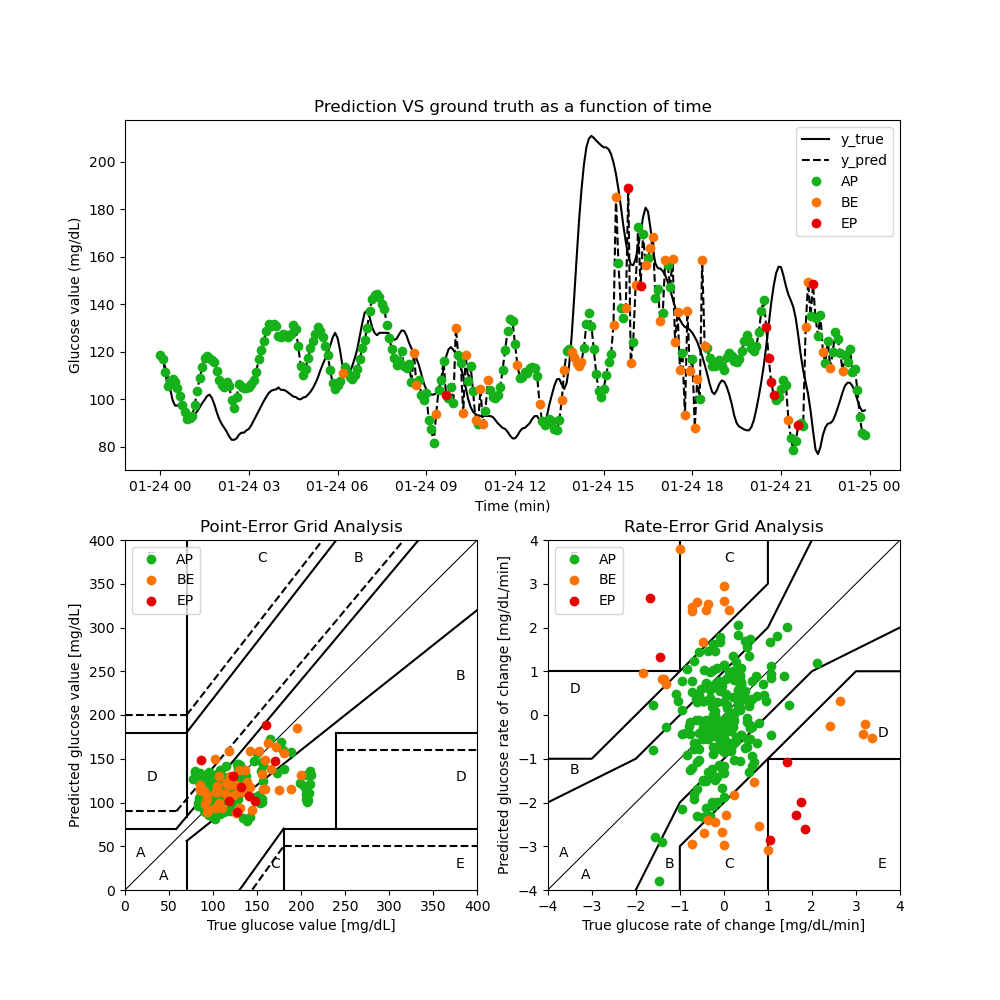 Prediction VS ground truth as a function of time
Glucose value (mg/dL)
200
180
160
140
120
100
80
y_true
y_pred
AP
BE
EP
01-24 00 01-24 03 01-24 06 01-24 09 01-24 12 01-24 15 01-24 18 01-24 21 01-25 00
Time (min)
Point-Error Grid Analysis
Predicted glucose value [mg/dL]
400
350
300
250
200
150
100
50
0
AP
BE
EP
C
B
B
D
D
A
A
C
E
0 50 100 150 200 250 300 350 400
True glucose value [mg/dL]
Rate-Error Grid Analysis
Predicted glucose rate of change [mg/dL/min]
4
3
2
1
0
−1
−2
−3
−4
AP
BE
EP
C
D
D
B
A
A
B
C
E
−4 −3 −2 −1 0 1 2 3 4
True glucose rate of change [mg/dL/min]